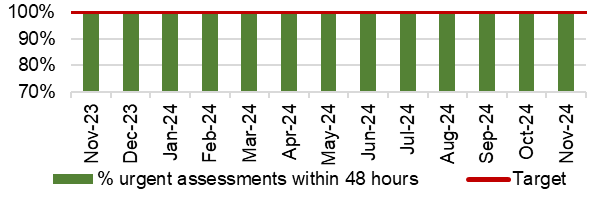 100%
90%
80%
70%
Nov-23
Dec-23
Jan-24
Feb-24
Mar-24
Apr-24
May-24
Jun-24
Jul-24
Aug-24
Sep-24
Oct-24
Nov-24
% urgent assessments within 48 hours
Target